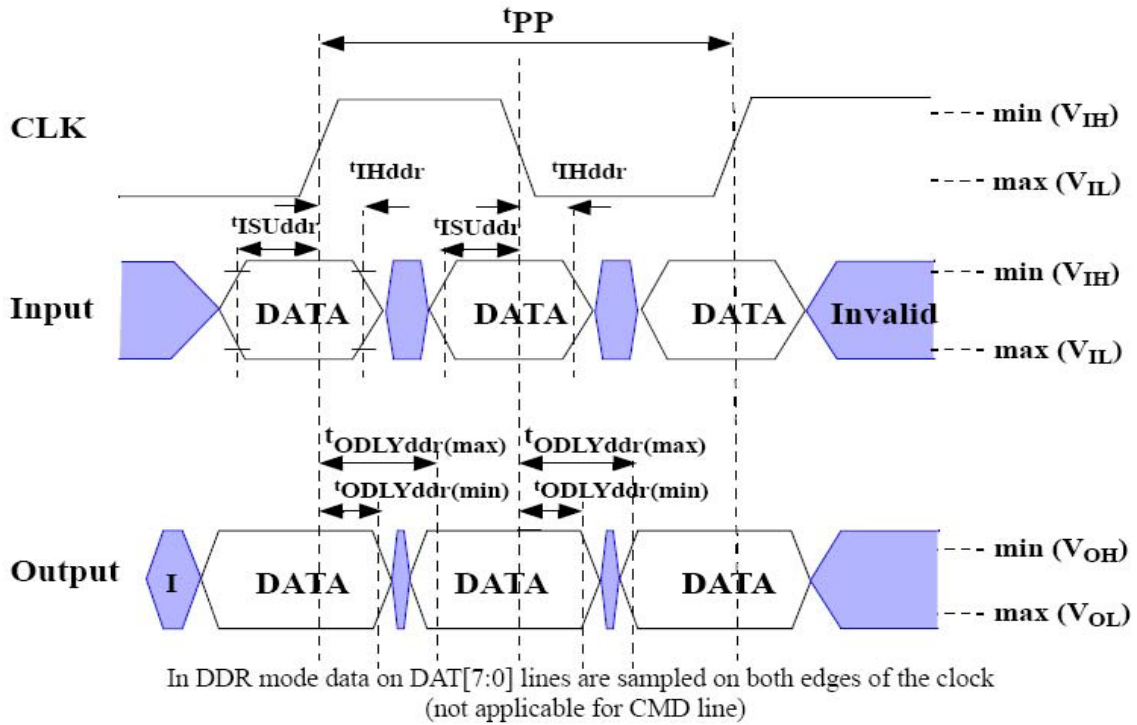 tPP
CLK
min (VIH)
tIHddr
tIHddr
max (VIL)
tISUddr
tISUddr
min (VIH)
Input
DATA
DATA
DATA
Invalid
max (VIL)
tODLYddr(max)
tODLYddr(max)
tODLYddr(min)
tODLYddr(min)
min (VOH)
Output
I
DATA
DATA
DATA
max (VOL)
In DDR mode data on DAT[7:0] lines are sampled on both edges of the clock
(not applicable for CMD line)